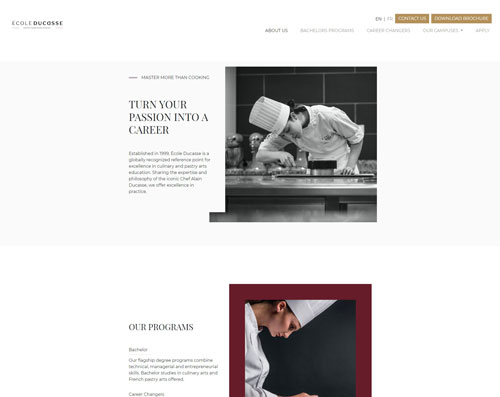 ECOLE DUCOSSE
EN | FR CONTACT US DOWNLOAD BROCHURE
ABOUT US BACHELORS PROGRAMS CAREER CHANGERS OUR CAMPUSES APPLY
MASTER MORE THAN COOKING
TURN YOUR
PASSION INTO A
CAREER
Established in 1999, École Ducasse is a
globally recognized reference point for
excellence in culinary and pastry arts
education. Sharing the expertise and
philosophy of the iconic Chef Alain
Ducasse, we offer excellence in
practice.
OUR PROGRAMS
Bachelor
Our flagship degree programs combine
technical, managerial and entrepreneurial
skills. Bachelor studies in culinary arts and
French pastry arts offered.
Career Changers